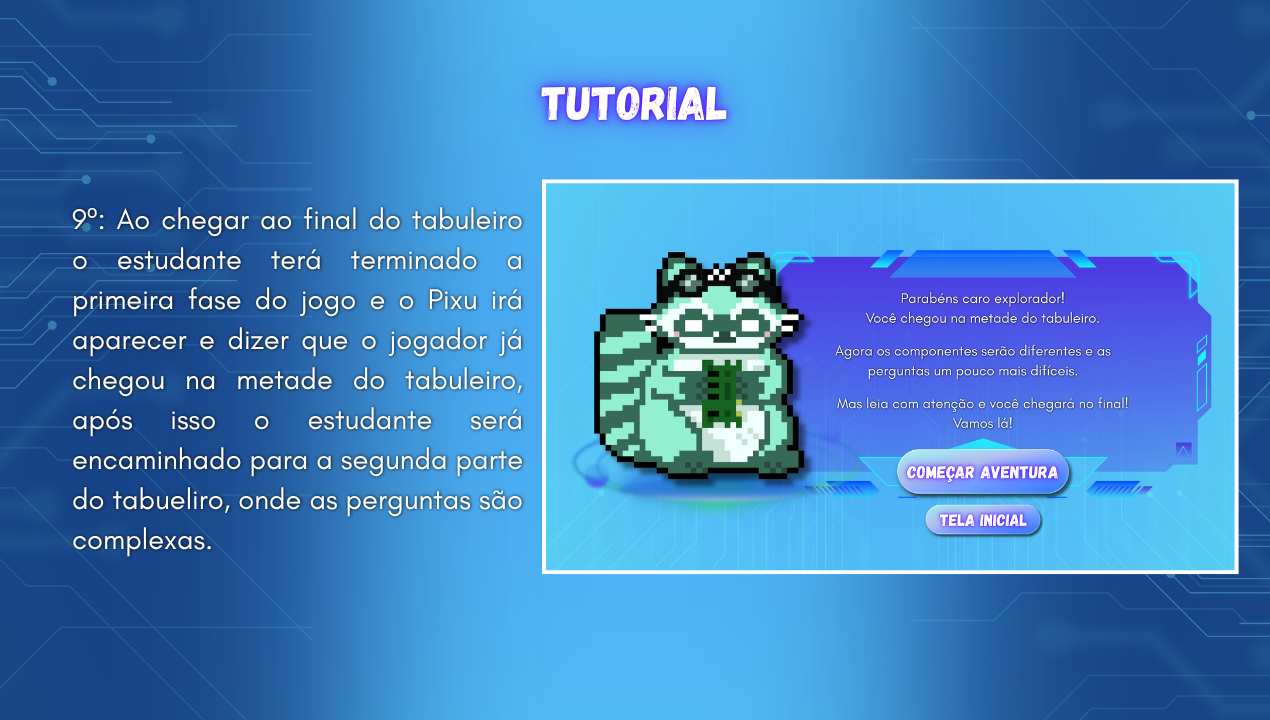 TUTORIAL
9º: Ao chegar ao final do tabuleiro
o estudante terá terminado a
primeira fase do jogo e o Pixu irá
aparecer e dizer que o jogador já
chegou na metade do tabuleiro,
após isso o estudante será
encaminhado para a segunda parte
do tabueliro, onde as perguntas são
complexas.
Parabéns caro explorador!
Você chegou na metade do tabuleiro.
Agora os componentes serão diferentes e as
perguntas um pouco mais difíceis.
Mas leia com atenção e você chegará no final!
Vamos lá!
COMEÇAR AVENTURA
TELA INICIAL